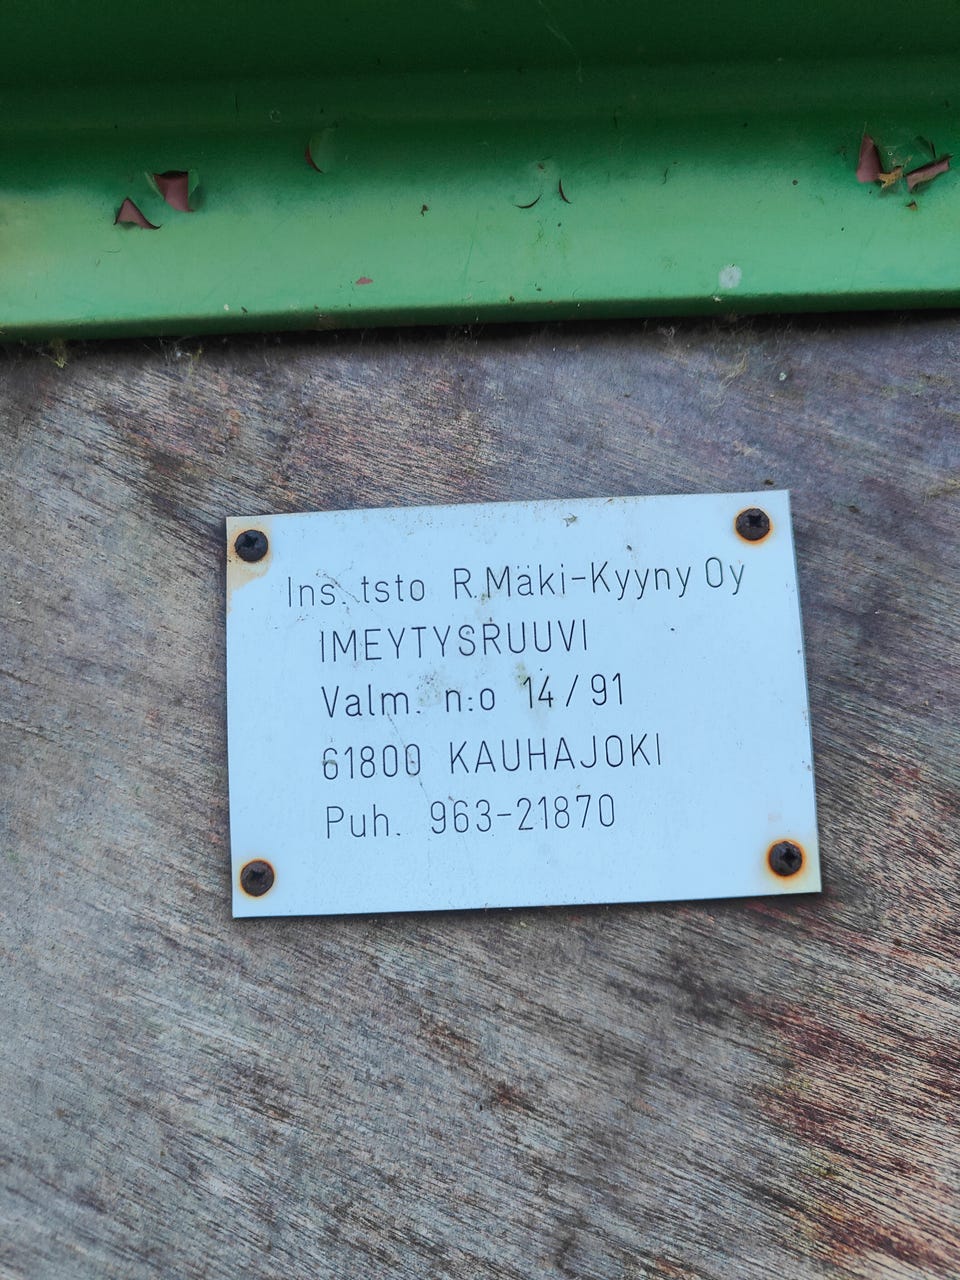 Ins. tsto R.Mäki-Kyyny Oy
IMEYTYSRUUVI
Valm. n:o 14/91
61800 KAUHAJOKI
Puh. 963-21870